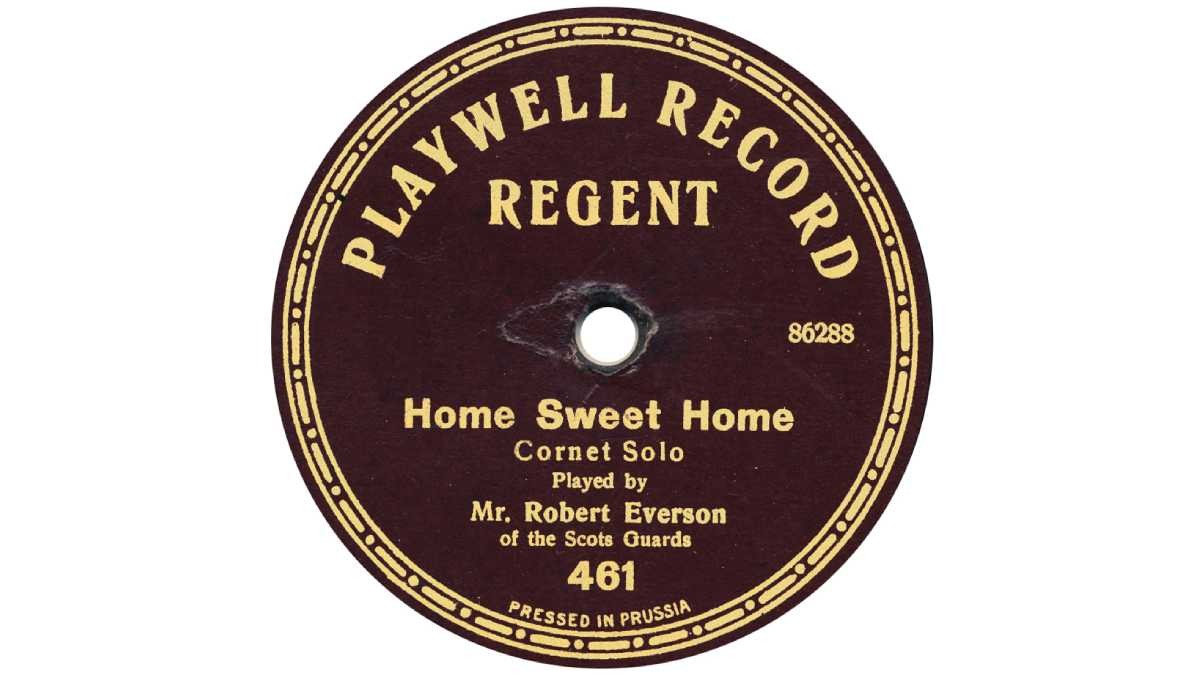 PLAYWELL RECORD
REGENT
86288
Home Sweet Home
Cornet Solo
Played by
Mr. Robert Everson
of the Scots Guards
461
PRESSED IN PRUSSIA